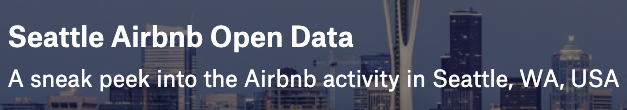 Seattle Airbnb Open Data
A sneak peek into the Airbnb activity in Seattle, WA, USA